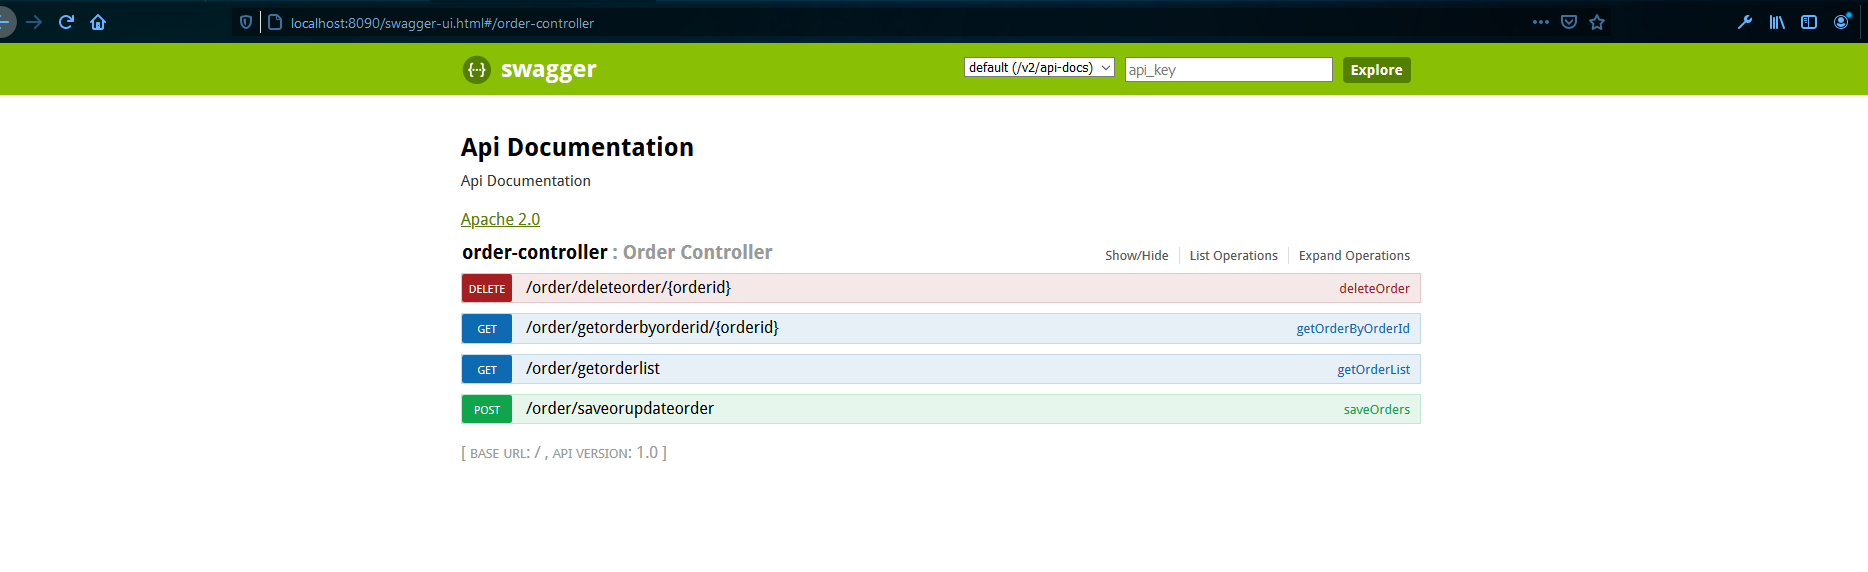 localhost:8090/swagger-ui.html#/order-controller
{··} swagger default (/v2/api-docs) api_key Explore
Api Documentation
Api Documentation
Apache 2.0
order-controller : Order Controller Show/Hide List Operations Expand Operations
DELETE /order/deleteorder/{orderid} deleteOrder
GET /order/getorderbyorderid/{orderid} getOrderByOrderId
GET /order/getorderlist getOrderList
POST /order/saveorupdateorder saveOrders
[ BASE URL: / , API VERSION: 1.0 ]